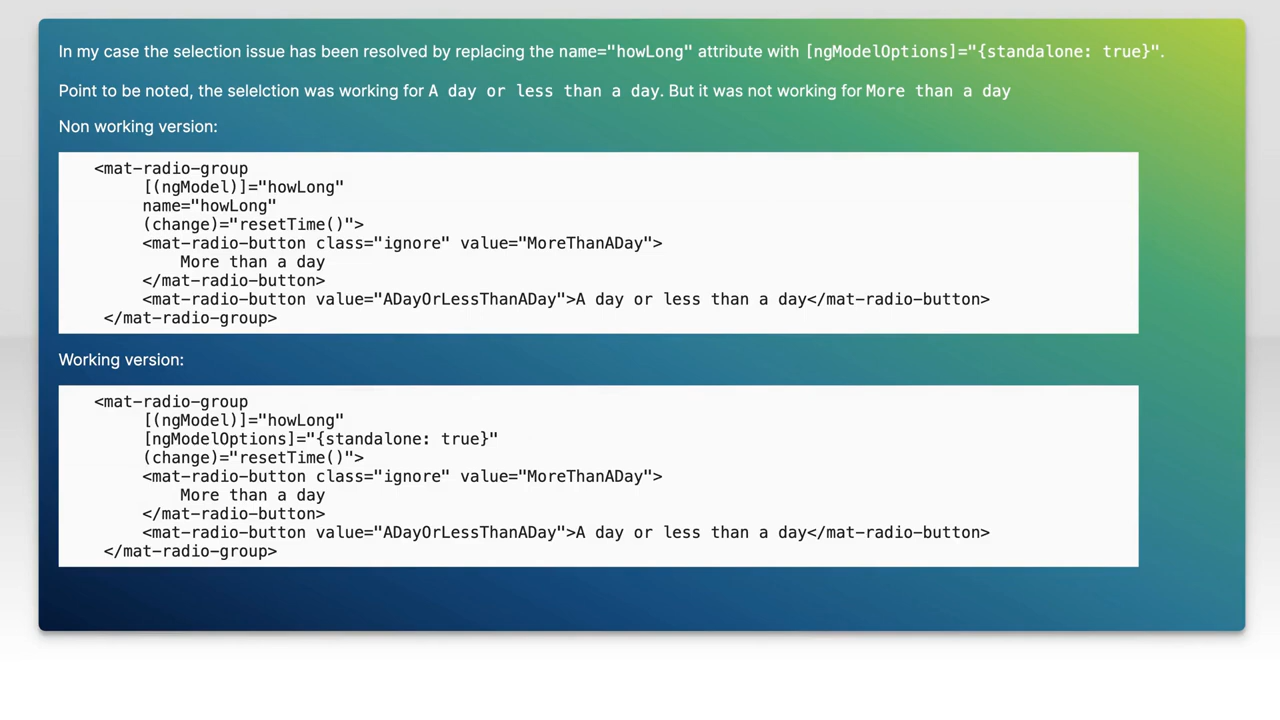 In my case the selection issue has been resolved by replacing the name="howLong" attribute with [ngModelOptions]="{standalone: true}".
Point to be noted, the selelction was working for A day or less than a day. But it was not working for More than a day
Non working version:
<mat-radio-group
[(ngModel)]="howLong"
name="howLong"
(change)="resetTime()">
<mat-radio-button class="ignore" value="MoreThanADay">
More than a day
</mat-radio-button>
<mat-radio-button value="ADayOrLessThanADay">A day or less than a day</mat-radio-button>
</mat-radio-group>
Working version:
<mat-radio-group
[(ngModel)]="howLong"
[ngModelOptions]="{standalone: true}"
(change)="resetTime()">
<mat-radio-button class="ignore" value="MoreThanADay">
More than a day
</mat-radio-button>
<mat-radio-button value="ADayOrLessThanADay">A day or less than a day</mat-radio-button>
</mat-radio-group>